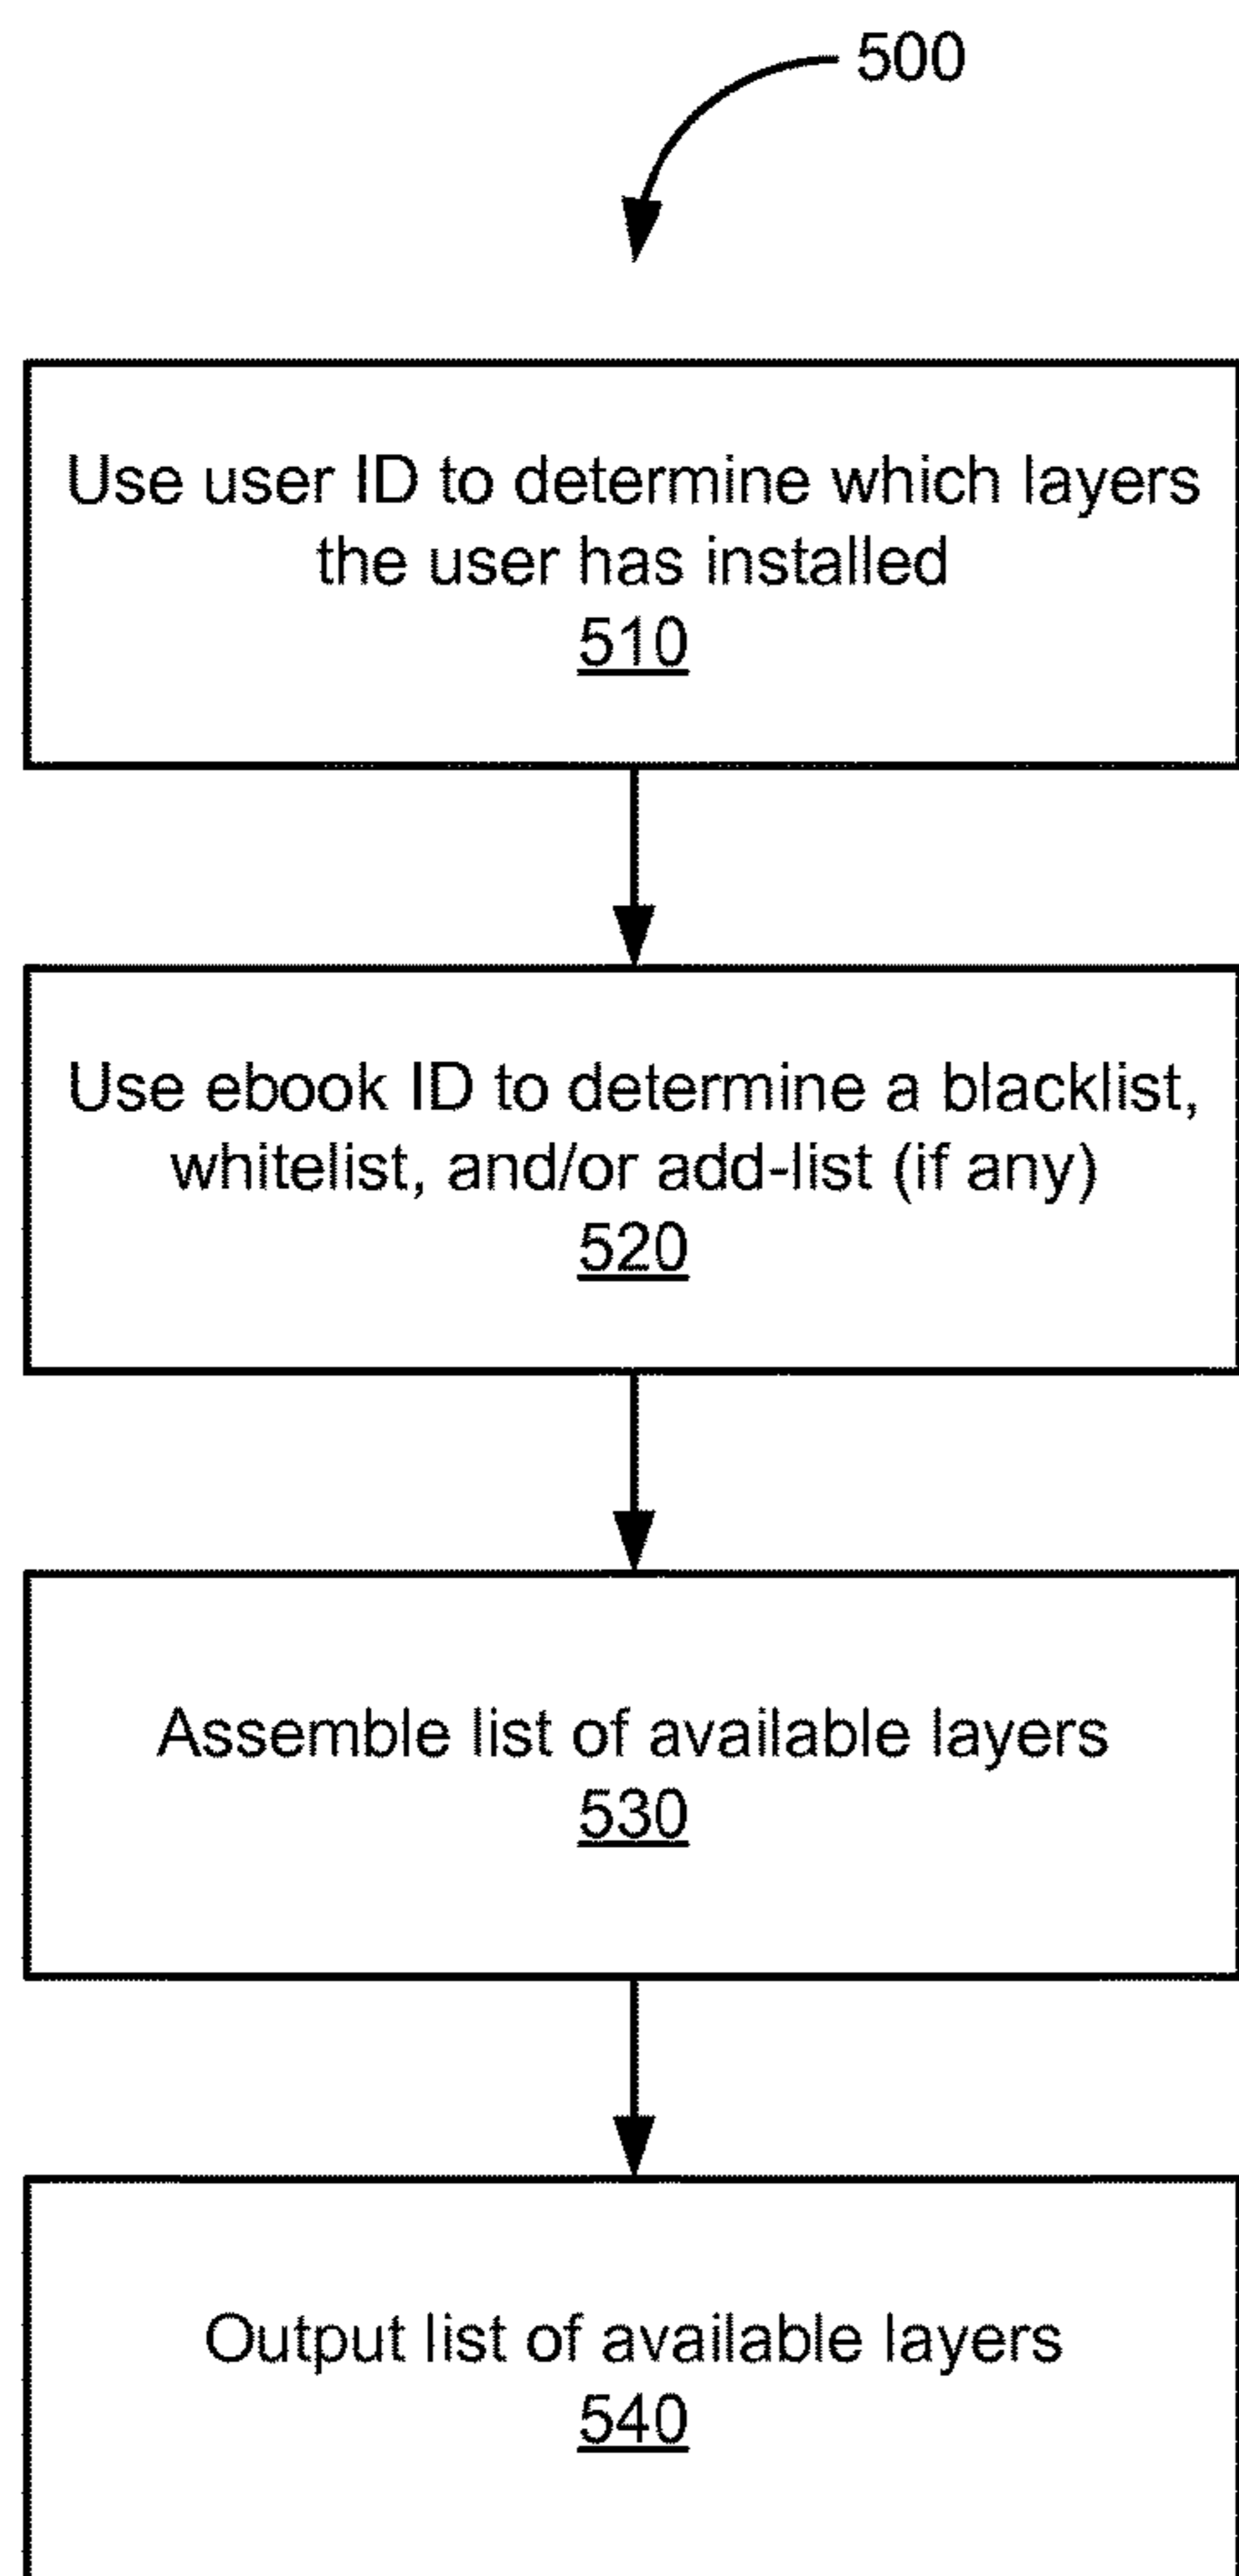 500
Use user ID to determine which layers
the user has installed
510
Use ebook ID to determine a blacklist,
whitelist, and/or add-list (if any)
520
Assemble list of available layers
530
Output list of available layers
540